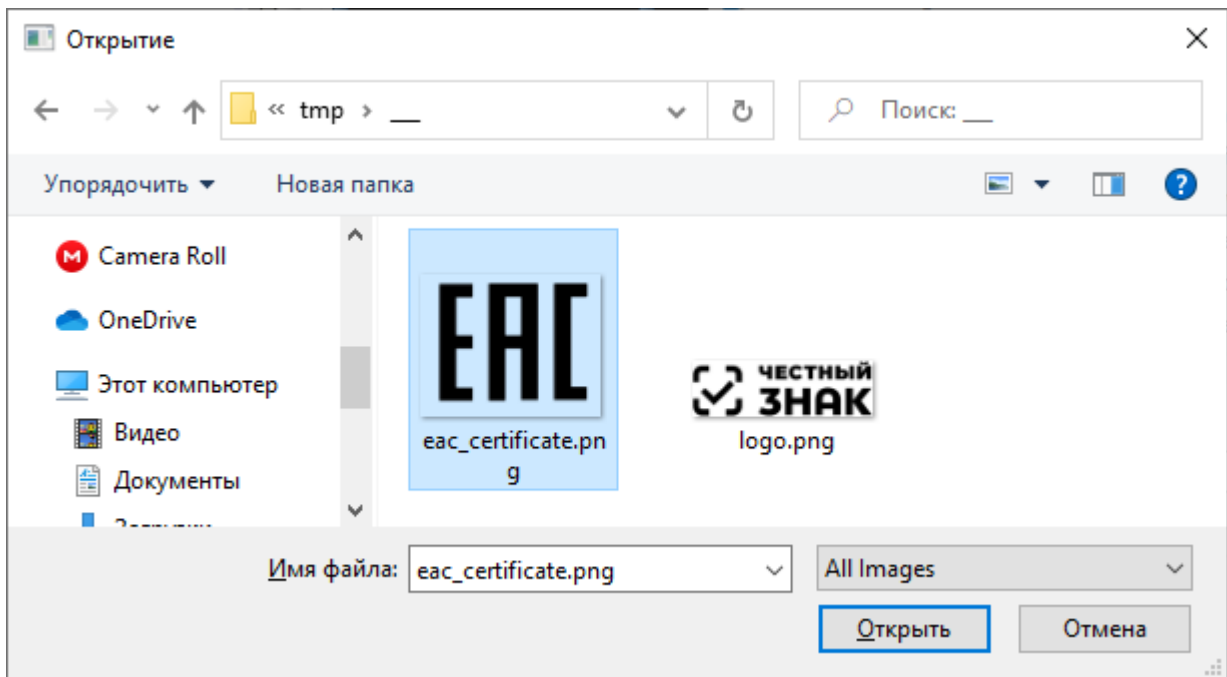 Открытие
« tmp › __
Поиск: __
Упорядочить
Новая папка
?
M Camera Roll
OneDrive
Этот компьютер
Видео
Документы
Загрузки
EAC
eac_certificate.pn
g
ЧЕСТНЫЙ
ЗНАК
logo.png
Имя файла: eac_certificate.png
All Images
Открыть
Отмена